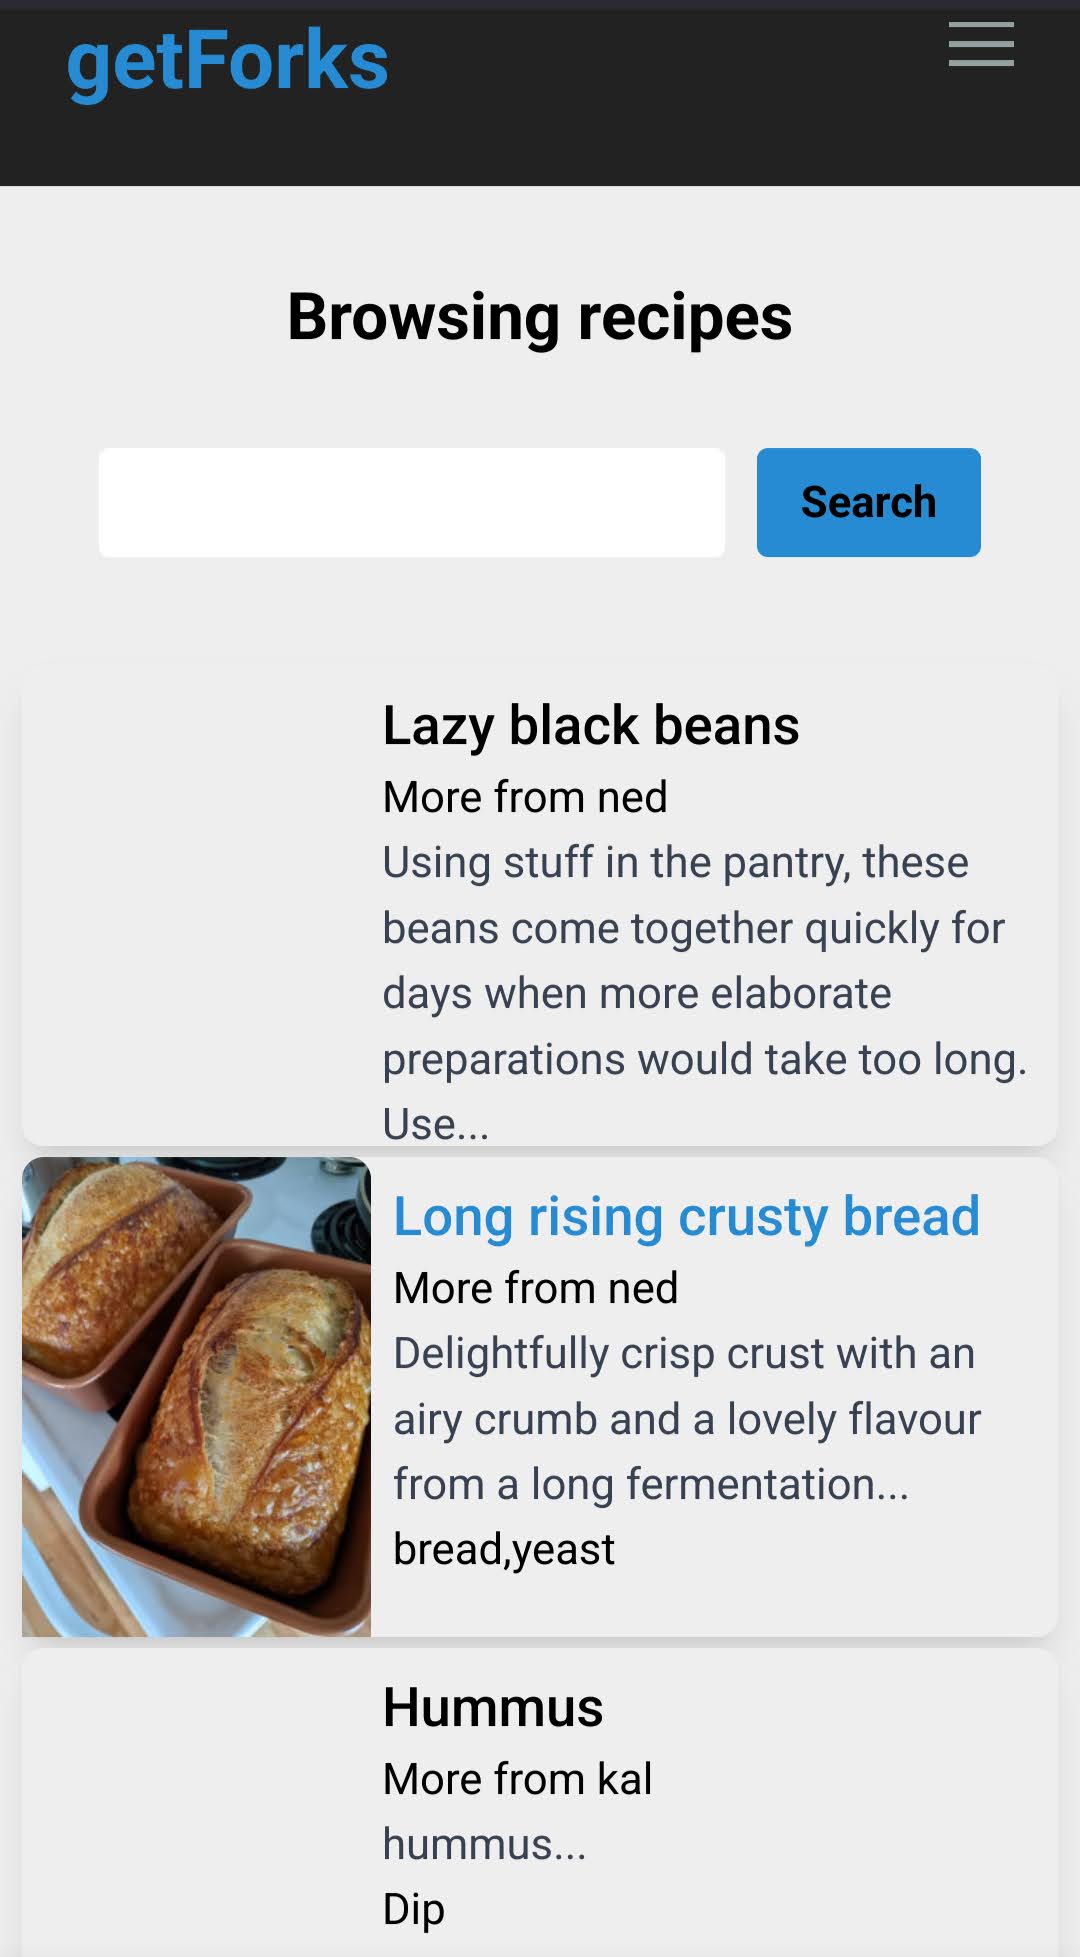 getForks
Browsing recipes
Search
Lazy black beans
More from ned
Using stuff in the pantry, these
beans come together quickly for
days when more elaborate
preparations would take too long.
Use...
Long rising crusty bread
More from ned
Delightfully crisp crust with an
airy crumb and a lovely flavour
from a long fermentation...
bread,yeast
Hummus
More from kal
hummus...
Dip